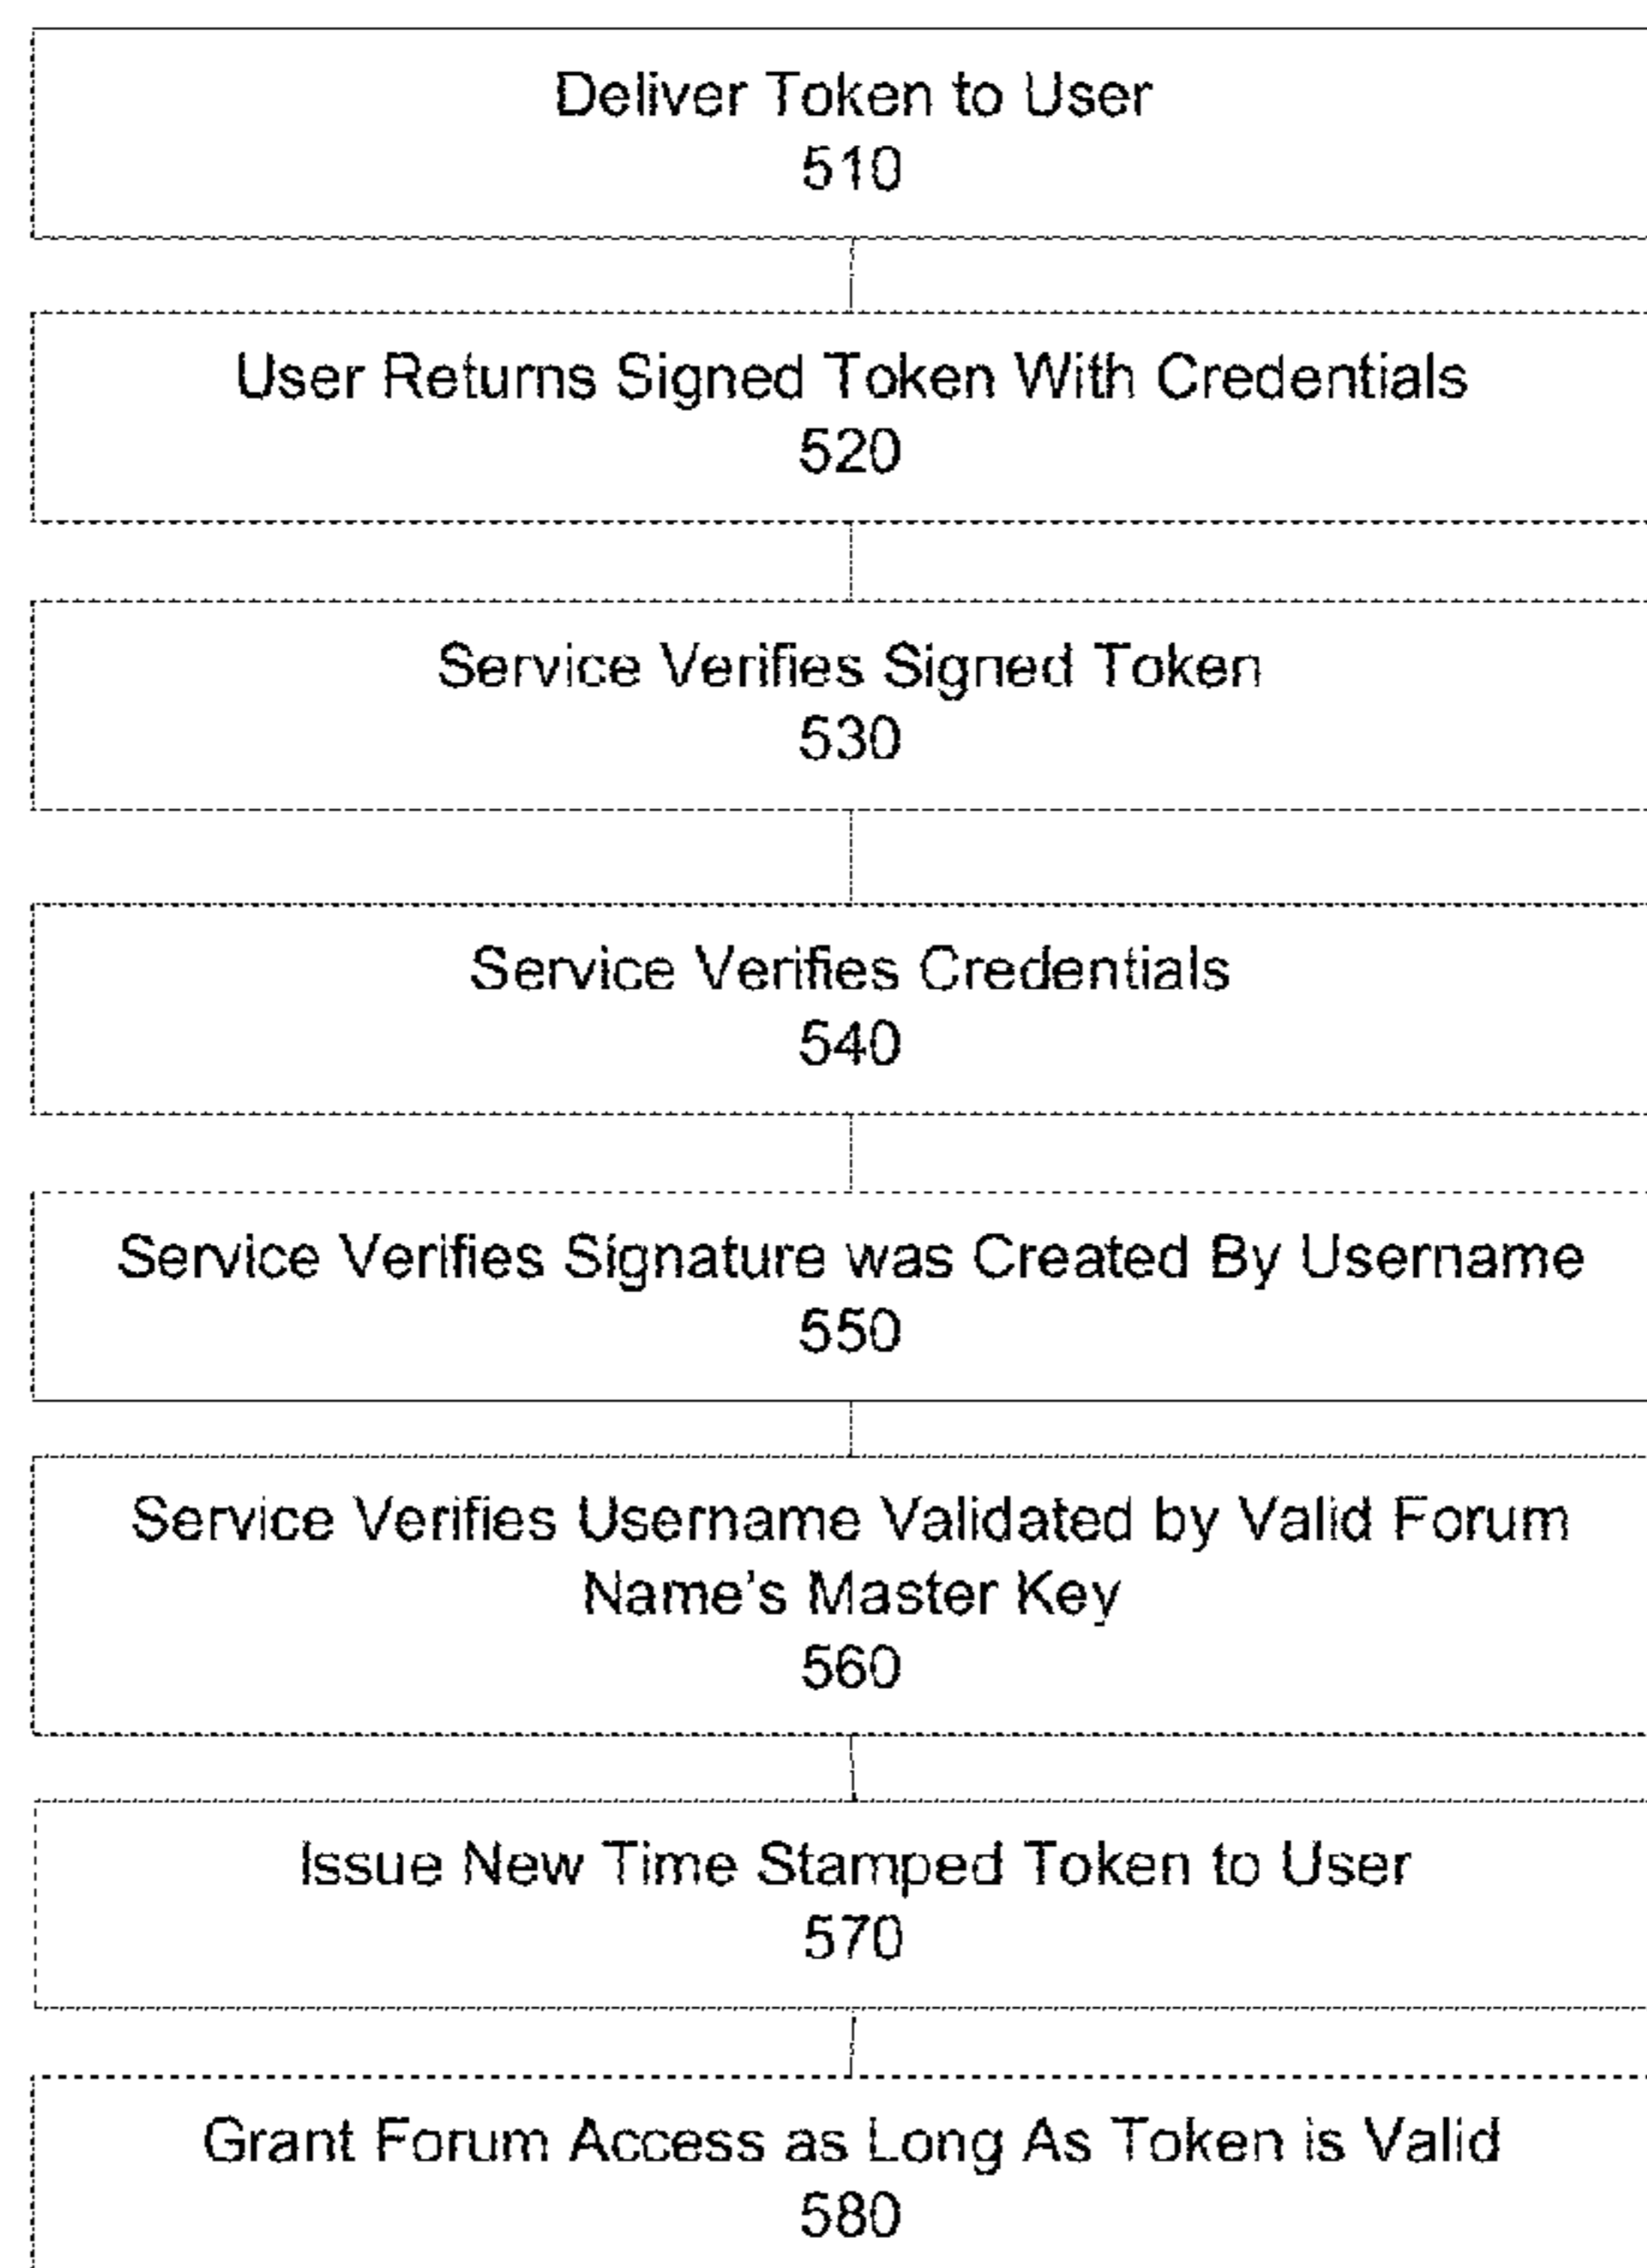 Deliver Token to User
510
User Returns Signed Token With Credentials
520
Service Verifies Signed Token
530
Service Verifies Credentials
540
Service Verifies Signature was Created By Username
550
Service Verifies Username Validated by Valid Forum
Name's Master Key
560
Issue New Time Stamped Token to User
570
Grant Forum Access as Long As Token is Valid
580